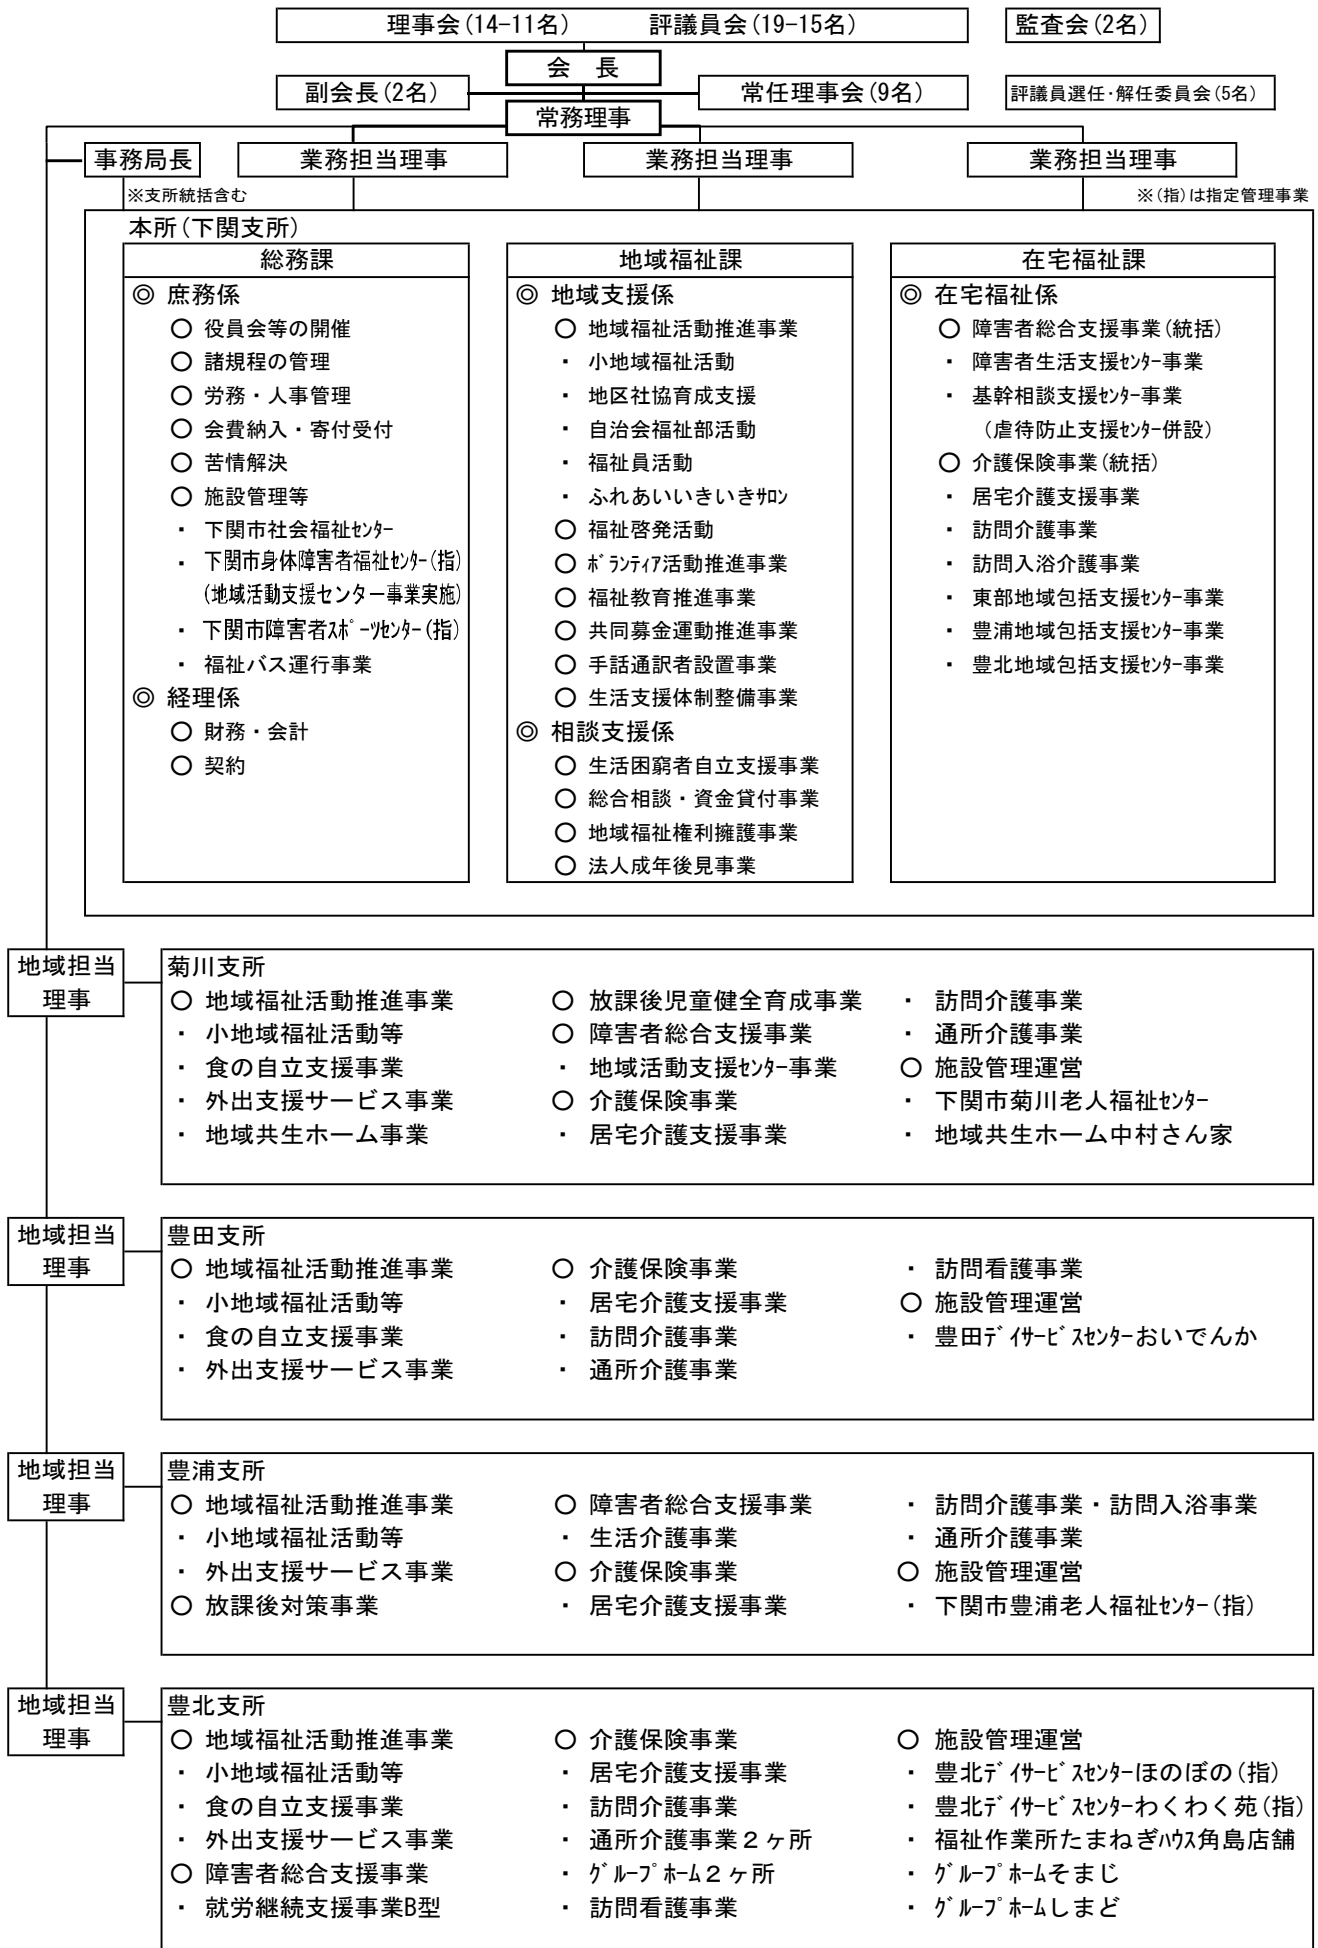 理事会(14-11名)　評議員会(19-15名)
監査会(2名)
会　長
副会長(2名)
常任理事会(9名)
評議員選任･解任委員会(5名)
常務理事
事務局長
業務担当理事
業務担当理事
業務担当理事
※支所統括含む
※(指)は指定管理事業
本所(下関支所)
総務課
◎ 庶務係
○ 役員会等の開催
○ 諸規程の管理
○ 労務・人事管理
○ 会費納入・寄付受付
○ 苦情解決
○ 施設管理等
・ 下関市社会福祉ｾﾝﾀｰ
・ 下関市身体障害者福祉ｾﾝﾀｰ(指)
(地域活動支援センター事業実施)
・ 下関市障害者ｽﾎﾟｰﾂｾﾝﾀｰ(指)
・ 福祉バス運行事業
◎ 経理係
○ 財務・会計
○ 契約
地域福祉課
◎ 地域支援係
○ 地域福祉活動推進事業
・ 小地域福祉活動
・ 地区社協育成支援
・ 自治会福祉部活動
・ 福祉員活動
・ ふれあいいきいきｻﾛﾝ
○ 福祉啓発活動
○ ﾎﾞﾗﾝﾃｨｱ活動推進事業
○ 福祉教育推進事業
○ 共同募金運動推進事業
○ 手話通訳者設置事業
○ 生活支援体制整備事業
◎ 相談支援係
○ 生活困窮者自立支援事業
○ 総合相談・資金貸付事業
○ 地域福祉権利擁護事業
○ 法人成年後見事業
在宅福祉課
◎ 在宅福祉係
○ 障害者総合支援事業(統括)
・ 障害者生活支援ｾﾝﾀｰ事業
・ 基幹相談支援ｾﾝﾀｰ事業
（虐待防止支援ｾﾝﾀｰ併設）
○ 介護保険事業(統括)
・ 居宅介護支援事業
・ 訪問介護事業
・ 訪問入浴介護事業
・ 東部地域包括支援ｾﾝﾀｰ事業
・ 豊浦地域包括支援ｾﾝﾀｰ事業
・ 豊北地域包括支援ｾﾝﾀｰ事業
地域担当
理事
菊川支所
○ 地域福祉活動推進事業
・ 小地域福祉活動等
・ 食の自立支援事業
・ 外出支援サービス事業
・ 地域共生ホーム事業
○ 放課後児童健全育成事業
○ 障害者総合支援事業
・ 地域活動支援ｾﾝﾀｰ事業
○ 介護保険事業
・ 居宅介護支援事業
・ 訪問介護事業
・ 通所介護事業
○ 施設管理運営
・ 下関市菊川老人福祉ｾﾝﾀｰ
・ 地域共生ホーム中村さん家
地域担当
理事
豊田支所
○ 地域福祉活動推進事業
・ 小地域福祉活動等
・ 食の自立支援事業
・ 外出支援サービス事業
○ 介護保険事業
・ 居宅介護支援事業
・ 訪問介護事業
・ 通所介護事業
・ 訪問看護事業
○ 施設管理運営
・ 豊田ﾃﾞｲｻｰﾋﾞｽｾﾝﾀｰおいでんか
地域担当
理事
豊浦支所
○ 地域福祉活動推進事業
・ 小地域福祉活動等
・ 外出支援サービス事業
○ 放課後対策事業
○ 障害者総合支援事業
・ 生活介護事業
○ 介護保険事業
・ 居宅介護支援事業
・ 訪問介護事業・訪問入浴事業
・ 通所介護事業
○ 施設管理運営
・ 下関市豊浦老人福祉ｾﾝﾀｰ(指)
地域担当
理事
豊北支所
○ 地域福祉活動推進事業
・ 小地域福祉活動等
・ 食の自立支援事業
・ 外出支援サービス事業
○ 障害者総合支援事業
・ 就労継続支援事業B型
○ 介護保険事業
・ 居宅介護支援事業
・ 訪問介護事業
・ 通所介護事業２ヶ所
・ ｸﾞﾙｰﾌﾟﾎｰﾑ２ヶ所
・ 訪問看護事業
○ 施設管理運営
・ 豊北ﾃﾞｲｻｰﾋﾞｽｾﾝﾀｰほのぼの(指)
・ 豊北ﾃﾞｲｻｰﾋﾞｽｾﾝﾀｰわくわく苑(指)
・ 福祉作業所たまねぎﾊｳｽ角島店舗
・ ｸﾞﾙｰﾌﾟﾎｰﾑそまじ
・ ｸﾞﾙｰﾌﾟﾎｰﾑしまど